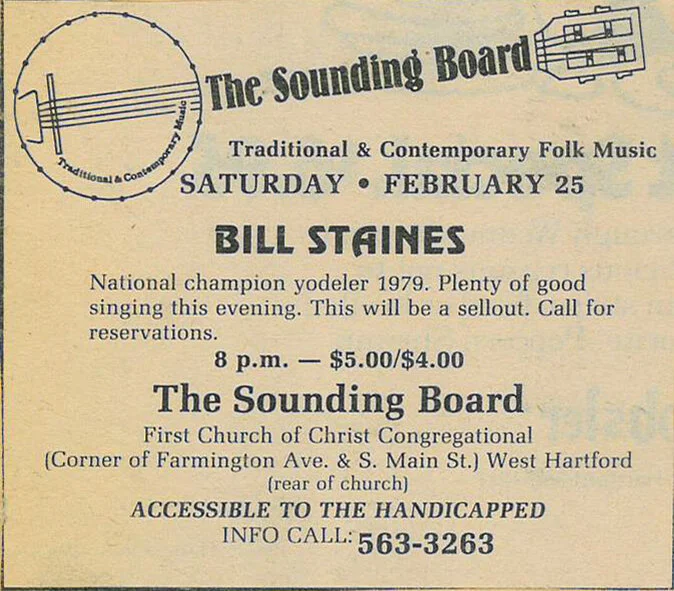 The Sounding Board
Traditional & Contemporary Music
Traditional & Contemporary Folk Music
SATURDAY • FEBRUARY 25
BILL STAINES
National champion yodeler 1979. Plenty of good
singing this evening. This will be a sellout. Call for
reservations.
8 p.m. — $5.00/$4.00
The Sounding Board
First Church of Christ Congregational
(Corner of Farmington Ave. & S. Main St.) West Hartford
(rear of church)
ACCESSIBLE TO THE HANDICAPPED
INFO CALL: 563-3263